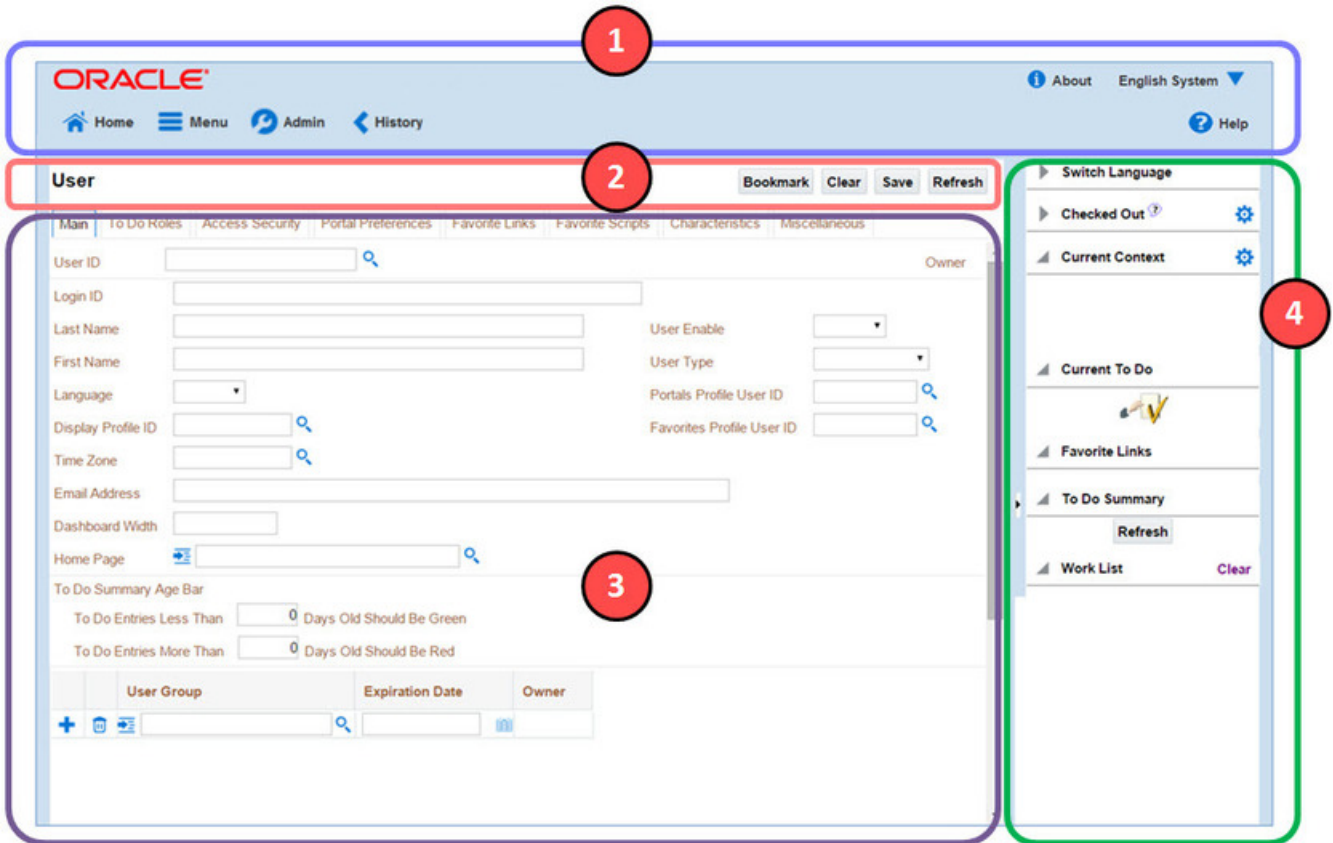 1
ORACLE®
About English System
Home Menu Admin History
Help
2
User
Bookmark Clear Save Refresh
Main To Do Roles Access Security Portal Preferences Favorite Links Favorite Scripts Characteristics Miscellaneous
User ID
Owner
Login ID
Last Name
User Enable
First Name
User Type
Language
Portals Profile User ID
Display Profile ID
Favorites Profile User ID
Time Zone
Email Address
Dashboard Width
Home Page
3
To Do Summary Age Bar
To Do Entries Less Than 0 Days Old Should Be Green
To Do Entries More Than 0 Days Old Should Be Red
User Group Expiration Date Owner
Switch Language
Checked Out ?
Current Context
4
Current To Do
Favorite Links
To Do Summary
Refresh
Work List Clear